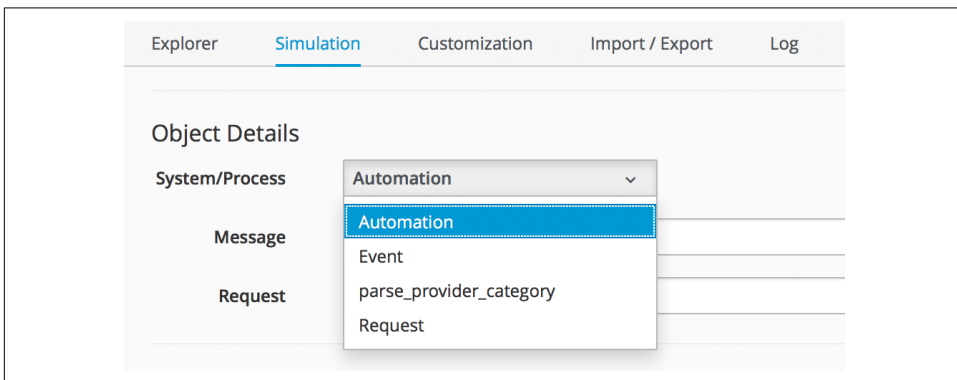 Explorer Simulation Customization Import / Export Log
Object Details
System/Process Automation
Automation
Message
Event
parse_provider_category
Request
Request